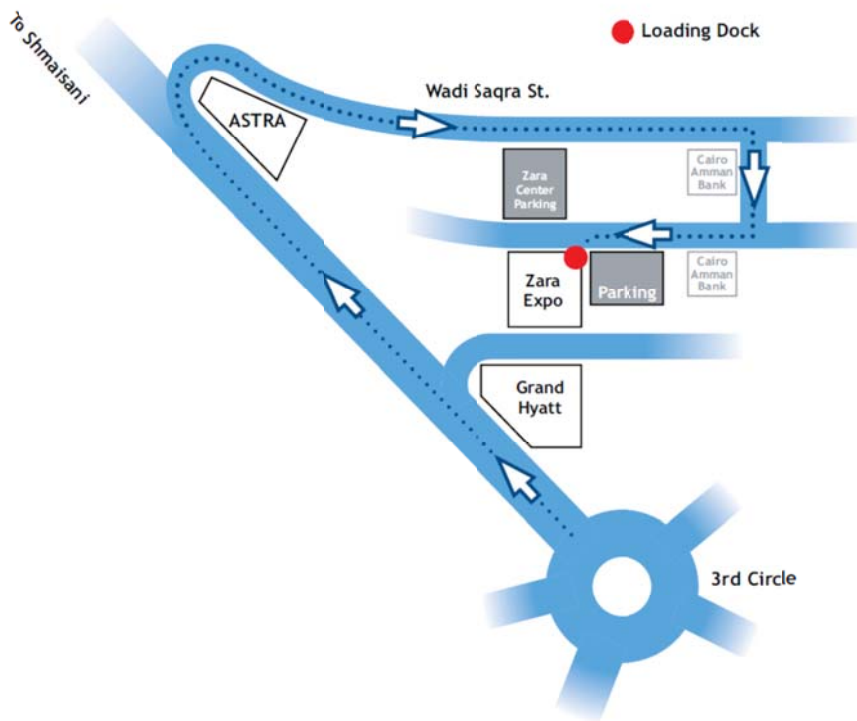 To Shmaisani
Loading Dock
Wadi Saqra St.
ASTRA
Zara
Center
Parking
Cairo
Amman
Bank
Zara
Expo
Parking
Cairo
Amman
Bank
Grand
Hyatt
3rd Circle